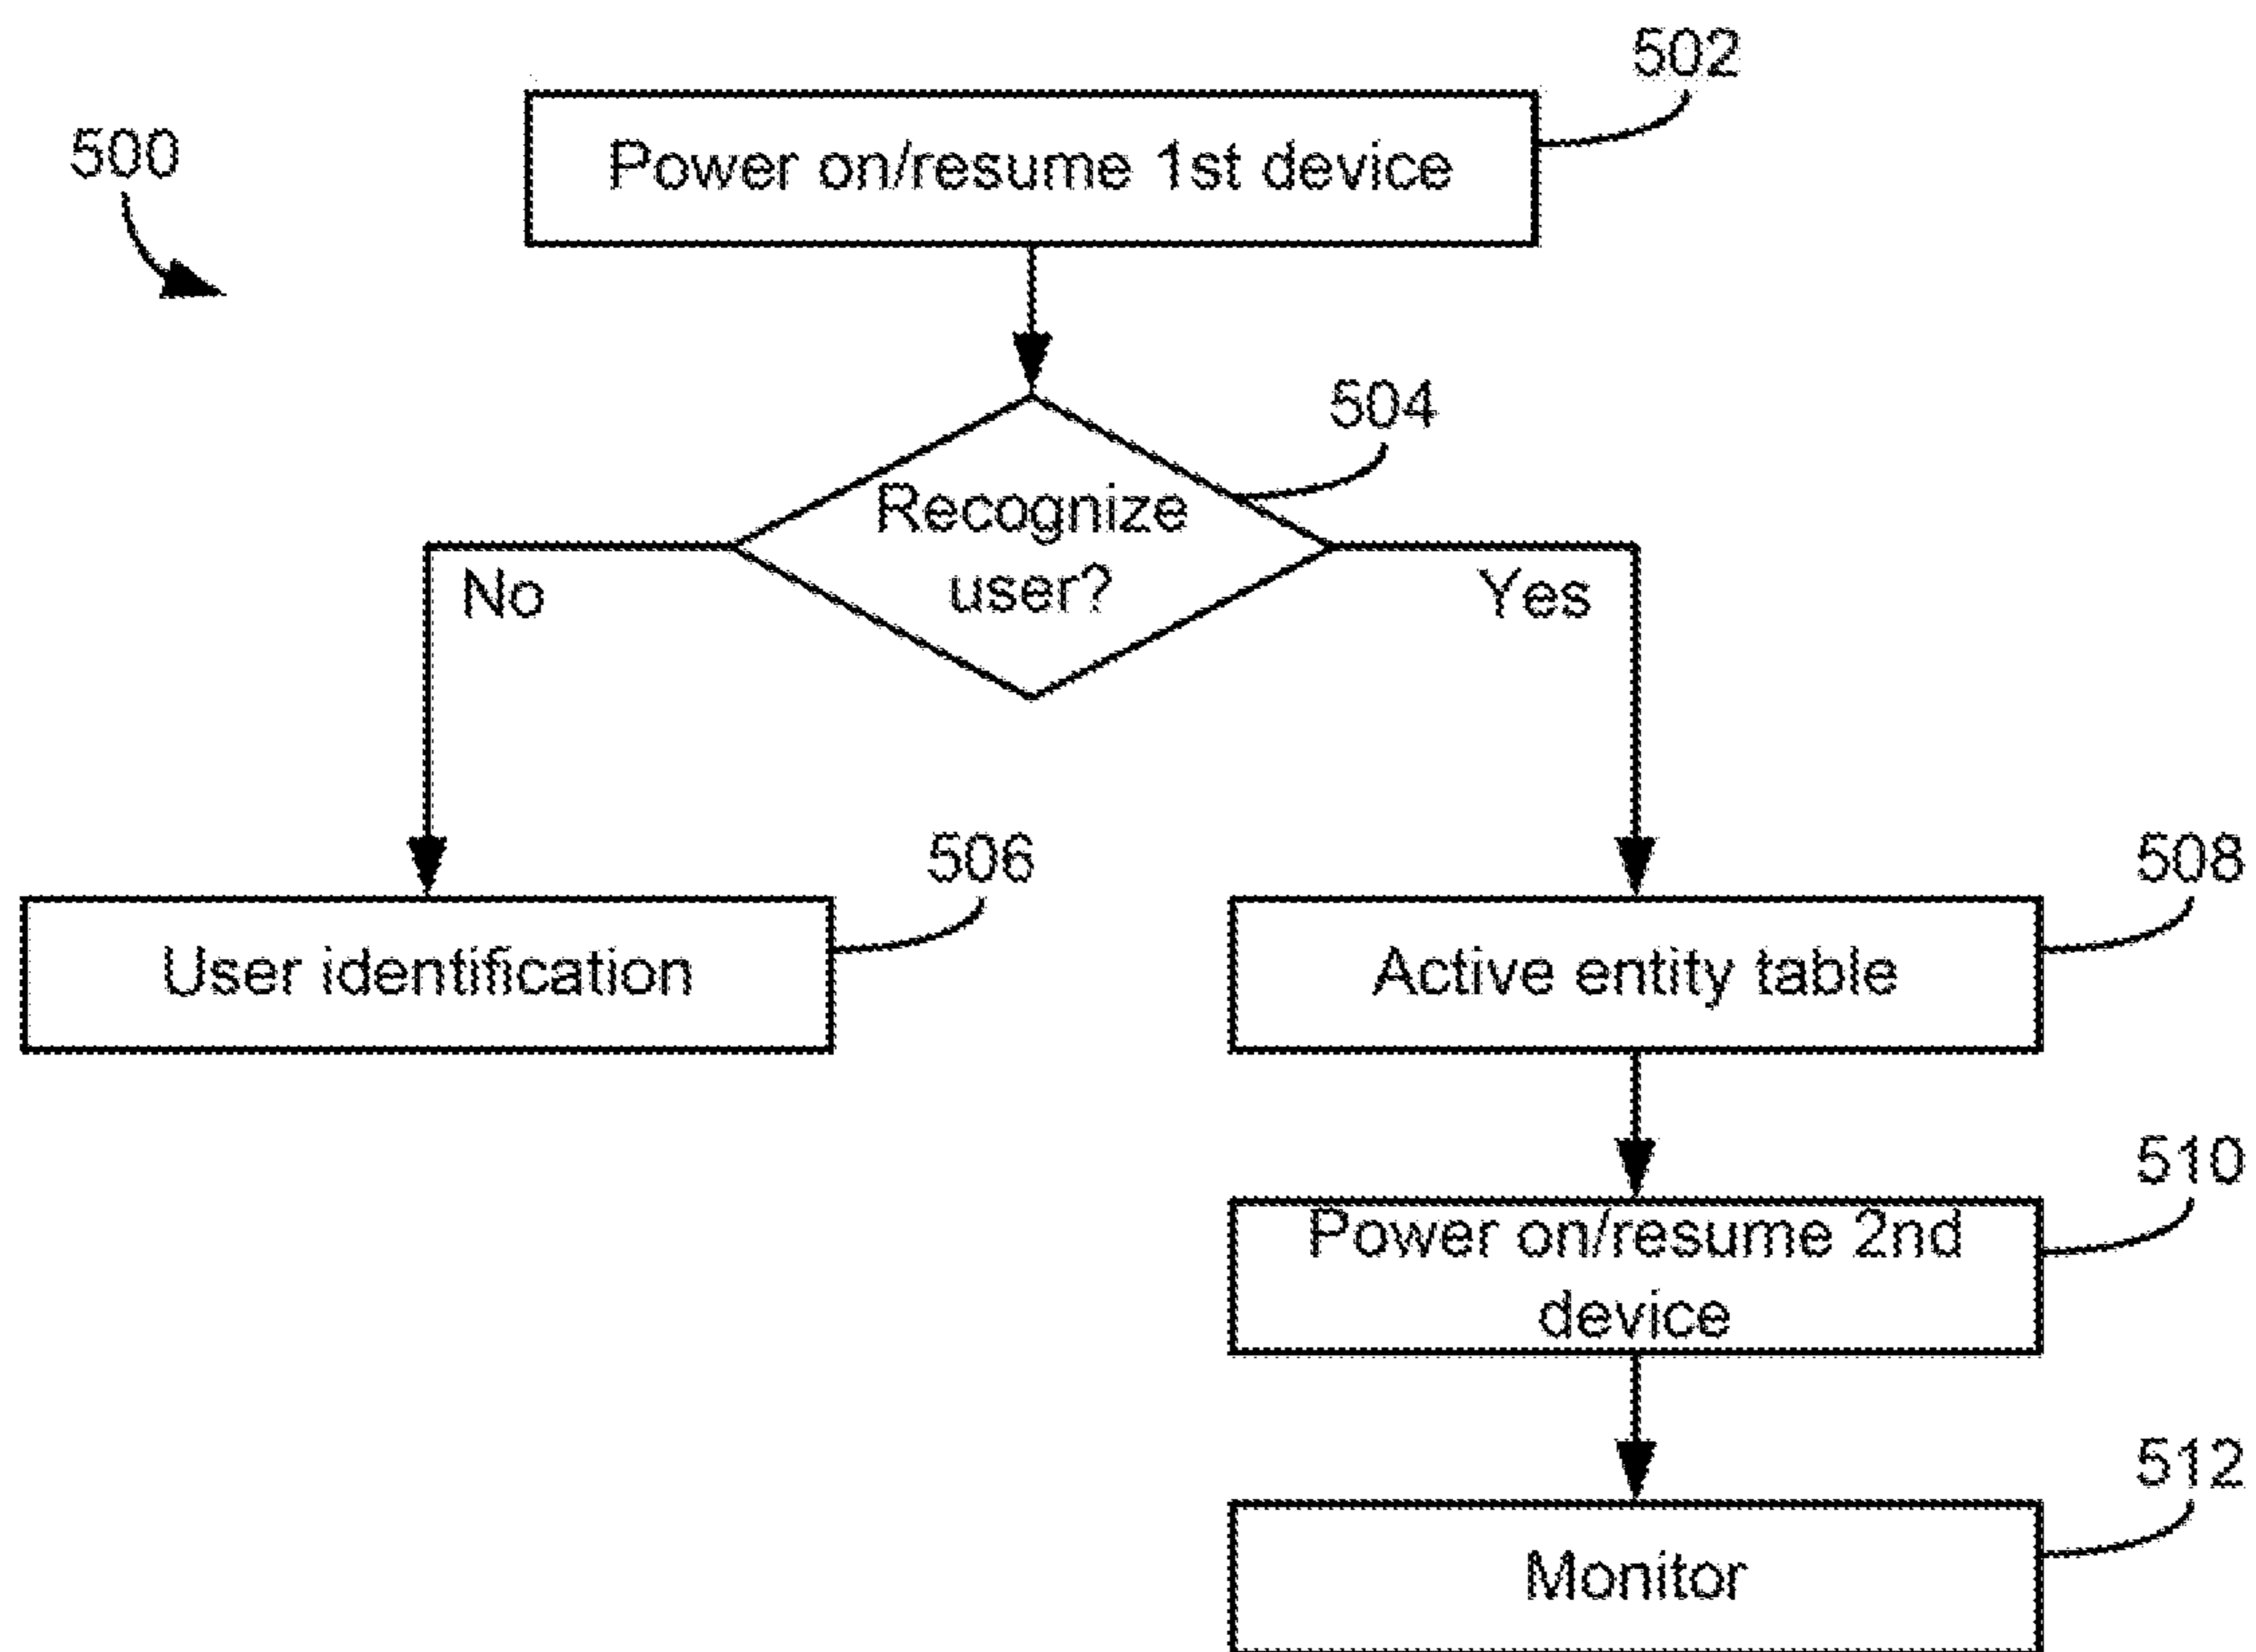 502
500
Power on/resume 1st device
504
Recognize
user?
No
Yes
506
508
User identification
Active entity table
510
Power on/resume 2nd
device
512
Monitor